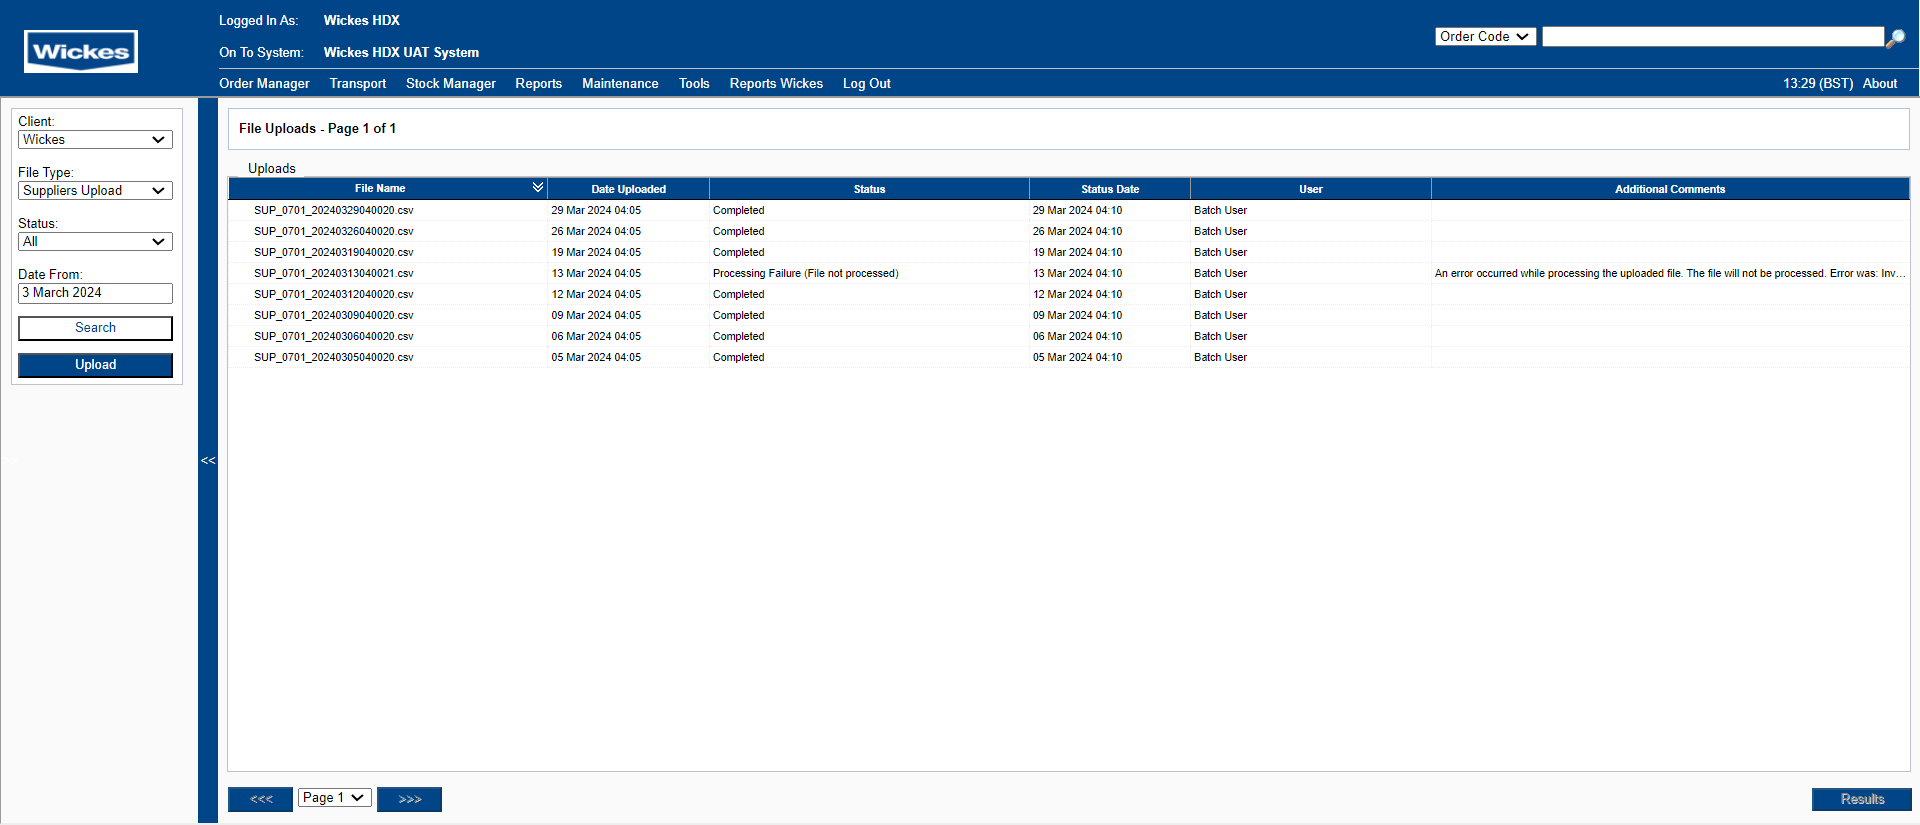 Wickes
Logged In As: Wickes HDX
On To System: Wickes HDX UAT System
Order Code
Order Manager Transport Stock Manager Reports Maintenance Tools Reports Wickes Log Out 13:29 (BST) About
Client:
Wickes
File Type:
Suppliers Upload
Status:
All
Date From:
3 March 2024
Search
Upload
<<
File Uploads - Page 1 of 1
Uploads
File Name Date Uploaded Status Status Date User Additional Comments
SUP_0701_20240329040020.csv 29 Mar 2024 04:05 Completed 29 Mar 2024 04:10 Batch User
SUP_0701_20240326040020.csv 26 Mar 2024 04:05 Completed 26 Mar 2024 04:10 Batch User
SUP_0701_20240319040020.csv 19 Mar 2024 04:05 Completed 19 Mar 2024 04:10 Batch User
SUP_0701_20240313040021.csv 13 Mar 2024 04:05 Processing Failure (File not processed) 13 Mar 2024 04:10 Batch User An error occurred while processing the uploaded file. The file will not be processed. Error was: Inv...
SUP_0701_20240312040020.csv 12 Mar 2024 04:05 Completed 12 Mar 2024 04:10 Batch User
SUP_0701_20240309040020.csv 09 Mar 2024 04:05 Completed 09 Mar 2024 04:10 Batch User
SUP_0701_20240306040020.csv 06 Mar 2024 04:05 Completed 06 Mar 2024 04:10 Batch User
SUP_0701_20240305040020.csv 05 Mar 2024 04:05 Completed 05 Mar 2024 04:10 Batch User
<<< Page 1 >>> Results